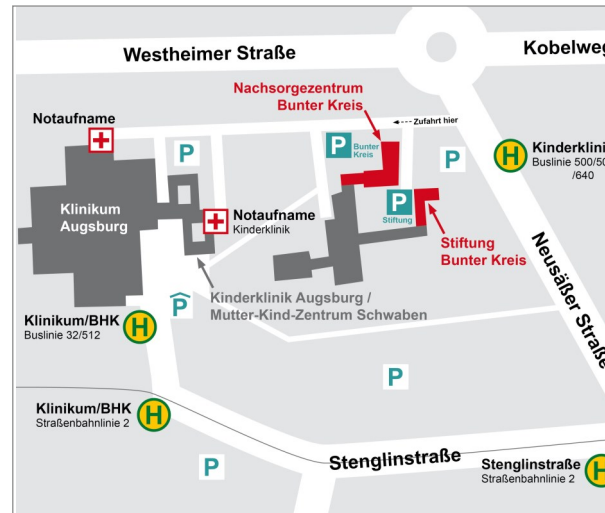 Westheimer Straße
Kobelweg
Nachsorgezentrum
Bunter Kreis
Zufahrt hier
Notaufname
P
P
Bunter
Kreis
P
H
Kinderklini
Buslinie 500/50
/640
Klinikum
Augsburg
Notaufname
Kinderklinik
P
Stiftung
Stiftung
Bunter Kreis
Neusäßer Straße
Kinderklinik Augsburg /
Mutter-Kind-Zentrum Schwaben
P
Klinikum/BHK
Buslinie 32/512
H
P
Klinikum/BHK
Straßenbahnlinie 2
H
Stenglinstraße
P
Stenglinstraße
Straßenbahnlinie 2
H